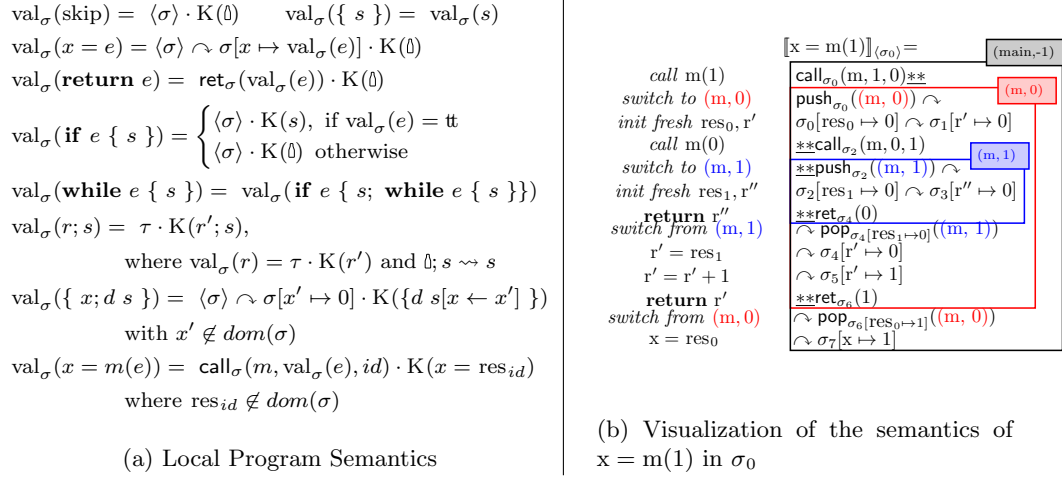 val_σ(skip) = ⟨σ⟩ · K(⌷)    val_σ({ s }) = val_σ(s)
val_σ(x = e) = ⟨σ⟩ ↷ σ[x ↦ val_σ(e)] · K(⌷)
val_σ(return e) = ret_σ(val_σ(e)) · K(⌷)
val_σ( if e { s }) = { ⟨σ⟩ · K(s), if val_σ(e) = tt
⟨σ⟩ · K(⌷) otherwise
val_σ(while e { s }) = val_σ(if e { s; while e { s }})
val_σ(r; s) = τ · K(r′; s),
where val_σ(r) = τ · K(r′) and ⌷; s ⇝ s
val_σ({ x; d s }) = ⟨σ⟩ ↷ σ[x′ ↦ 0] · K({d s[x ← x′] })
with x′ ∉ dom(σ)
val_σ(x = m(e)) = call_σ(m, val_σ(e), id) · K(x = res_id)
where res_id ∉ dom(σ)
(a) Local Program Semantics
⟦x = m(1)⟧_⟨σ₀⟩ =
(main,-1)
call m(1)    call_σ₀(m, 1, 0)**
(m, 0)
switch to (m, 0)    push_σ₀((m, 0)) ↷
init fresh res₀, r′    σ₀[res₀ ↦ 0] ↷ σ₁[r′ ↦ 0]
call m(0)    **call_σ₂(m, 0, 1)
(m, 1)
switch to (m, 1)    **push_σ₂((m, 1)) ↷
init fresh res₁, r″    σ₂[res₁ ↦ 0] ↷ σ₃[r″ ↦ 0]
return r″    **ret_σ₄(0)
switch from (m, 1)    ↷ pop_σ₄[res₁↦0]((m, 1))
r′ = res₁    ↷ σ₄[r′ ↦ 0]
r′ = r′ + 1    ↷ σ₅[r′ ↦ 1]
return r′    **ret_σ₆(1)
switch from (m, 0)    ↷ pop_σ₆[res₀↦1]((m, 0))
x = res₀    ↷ σ₇[x ↦ 1]
(b) Visualization of the semantics of
x = m(1) in σ₀